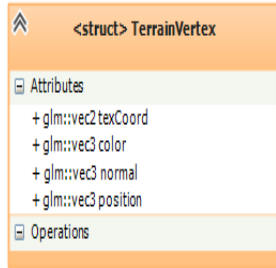 <struct> TerrainVertex
Attributes
+ glm::vec2 texCoord
+ glm::vec3 color
+ glm::vec3 normal
+ glm::vec3 position
Operations